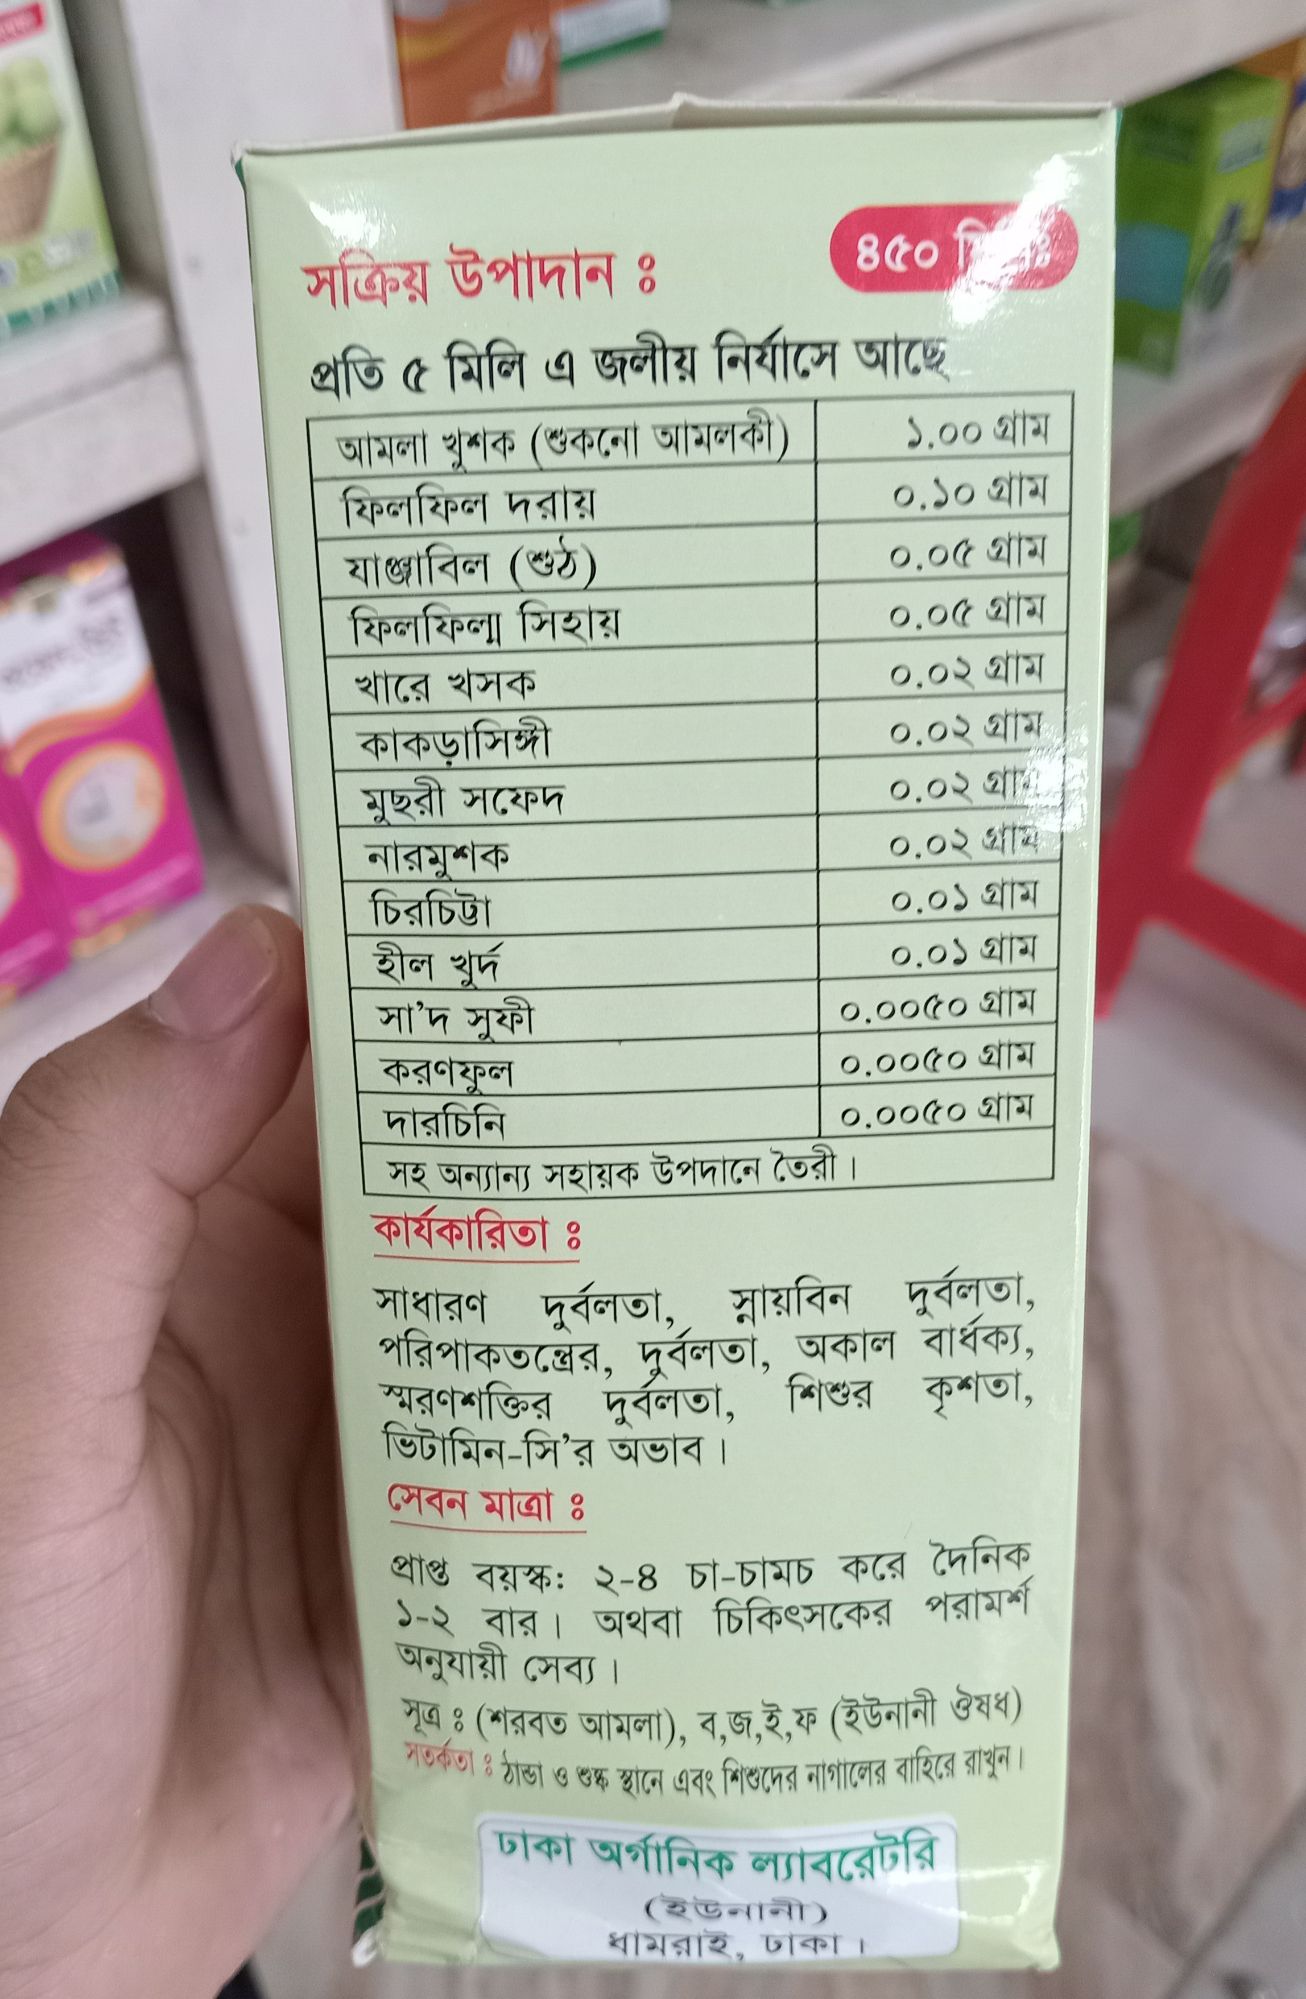 ৪৫০ মিঃলিঃ
সক্রিয় উপাদান ঃ
প্রতি ৫ মিলি এ জলীয় নির্যাসে আছে
আমলা খুশক (শুকনো আমলকী) ১.০০ গ্রাম
ফিলফিল দরায় ০.১০ গ্রাম
যাঞ্জাবিল (শুঠ) ০.০৫ গ্রাম
ফিলফিলা সিহায় ০.০৫ গ্রাম
খারে খসক ০.০২ গ্রাম
কাকড়াসিঙ্গী ০.০২ গ্রাম
মুছরী সফেদ ০.০২ গ্রাম
নারমুশক ০.০২ গ্রাম
চিরচিট্টা ০.০১ গ্রাম
হীল খুর্দ ০.০১ গ্রাম
সা'দ সুফী ০.০০৫০ গ্রাম
করণফুল ০.০০৫০ গ্রাম
দারচিনি ০.০০৫০ গ্রাম
সহ অন্যান্য সহায়ক উপদানে তৈরী।
কার্যকারিতা ঃ
সাধারণ দুর্বলতা, স্নায়বিন দুর্বলতা,
পরিপাকতন্ত্রের, দুর্বলতা, অকাল বার্ধক্য,
স্মরণশক্তির দুর্বলতা, শিশুর কৃশতা,
ভিটামিন-সি'র অভাব।
সেবন মাত্রা ঃ
প্রাপ্ত বয়স্ক: ২-৪ চা-চামচ করে দৈনিক
১-২ বার। অথবা চিকিৎসকের পরামর্শ
অনুযায়ী সেব্য।
সূত্র ঃ (শরবত আমলা), ব,জ,ই,ফ (ইউনানী ঔষধ)
সতর্কতা ঃ ঠান্ডা ও শুষ্ক স্থানে এবং শিশুদের নাগালের বাহিরে রাখুন।
ঢাকা অর্গানিক ল্যাবরেটরি
(ইউনানী)
ধামরাই, ঢাকা।